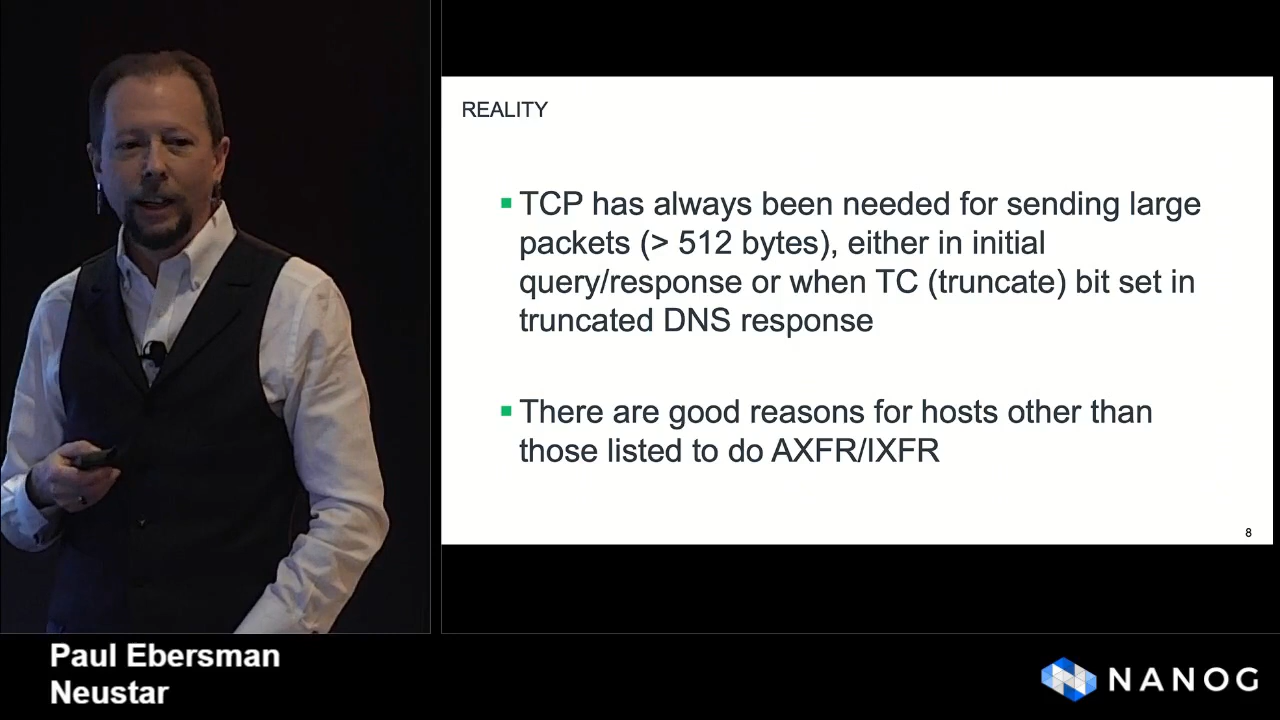 REALITY
TCP has always been needed for sending large
packets (> 512 bytes), either in initial
query/response or when TC (truncate) bit set in
truncated DNS response
There are good reasons for hosts other than
those listed to do AXFR/IXFR
8
Paul Ebersman
Neustar
NANOG